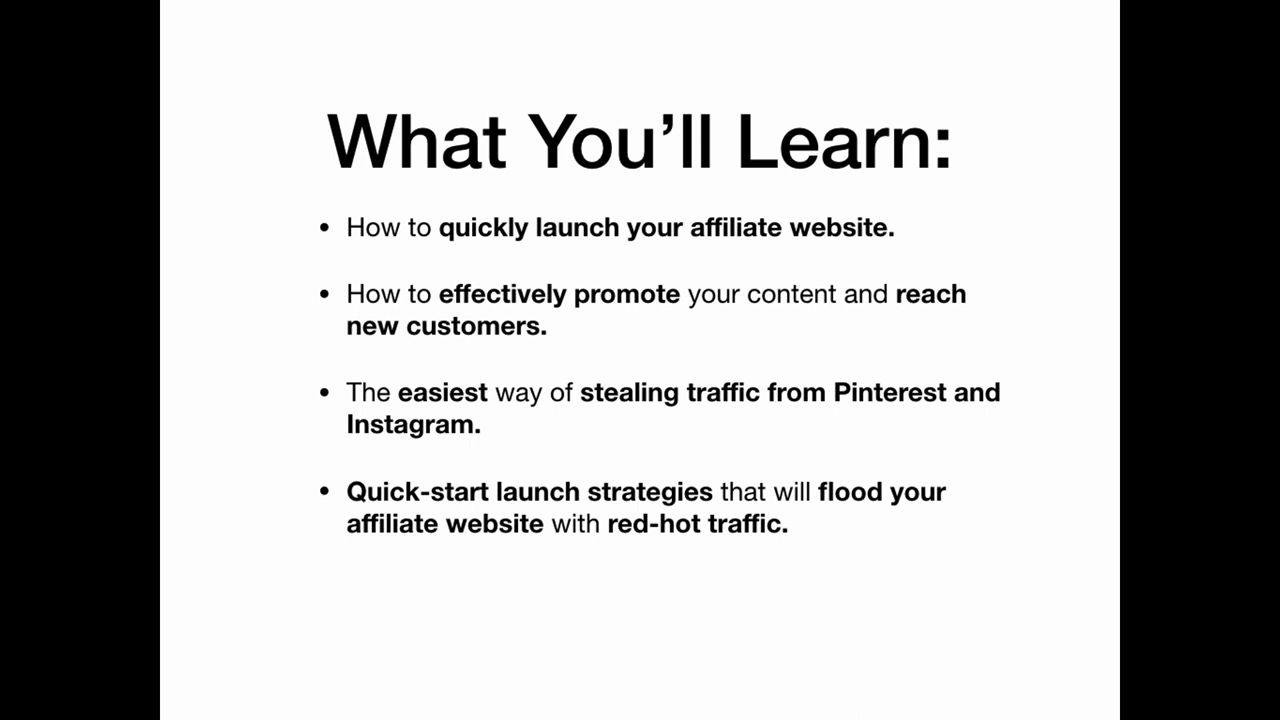 What You’ll Learn:
• How to quickly launch your affiliate website.
• How to effectively promote your content and reach
new customers.
• The easiest way of stealing traffic from Pinterest and
Instagram.
• Quick-start launch strategies that will flood your
affiliate website with red-hot traffic.